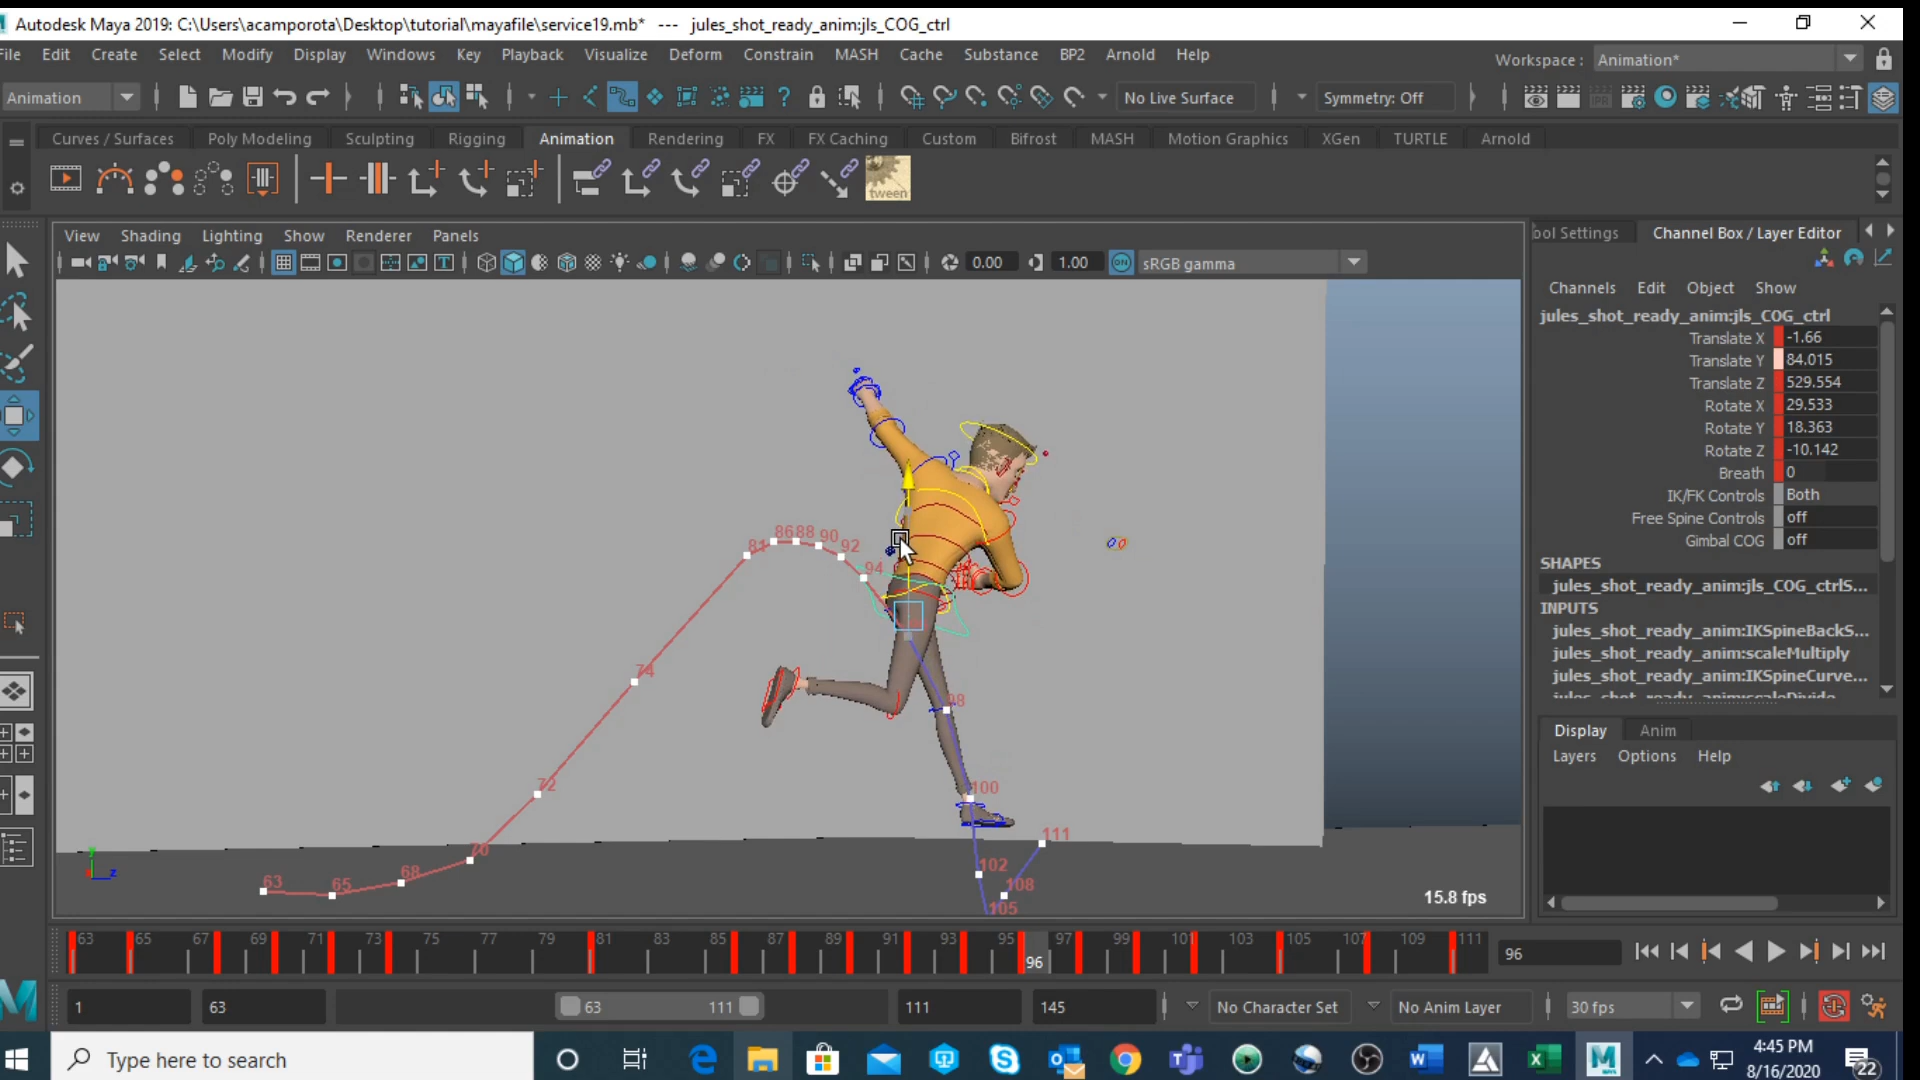 Autodesk Maya 2019: C:\Users\acamporota\Desktop\tutorial\mayafile\service19.mb* --- jules_shot_ready_anim:jls_COG_ctrl
File Edit Create Select Modify Display Windows Key Playback Visualize Deform Constrain MASH Cache Substance BP2 Arnold Help
Workspace : Animation*
Animation No Live Surface Symmetry: Off
Curves / Surfaces Poly Modeling Sculpting Rigging Animation Rendering FX FX Caching Custom Bifrost MASH Motion Graphics XGen TURTLE Arnold
tween
View Shading Lighting Show Renderer Panels
0.00 1.00 ON sRGB gamma
ool Settings Channel Box / Layer Editor
Channels Edit Object Show
jules_shot_ready_anim:jls_COG_ctrl
Translate X -1.66
Translate Y 84.015
Translate Z 529.554
Rotate X 29.533
Rotate Y 18.363
Rotate Z -10.142
Breath 0
IK/FK Controls Both
Free Spine Controls off
Gimbal COG off
SHAPES
jules_shot_ready_anim:jls_COG_ctrlS...
INPUTS
jules_shot_ready_anim:IKSpineBackS...
jules_shot_ready_anim:scaleMultiply
jules_shot_ready_anim:IKSpineCurve...
jules_shot_ready_anim:scaleDivide
Display Anim
Layers Options Help
81 86 88 90 92
94
74
98
72
100
70
111
68
102
63 65
108
105
y
z
15.8 fps
63 65 67 69 71 73 75 77 79 81 83 85 87 89 91 93 95 97 99 101 103 105 107 109 111
96
96
1 63 63 111 111 145 No Character Set No Anim Layer 30 fps
Type here to search
4:45 PM
8/16/2020
22